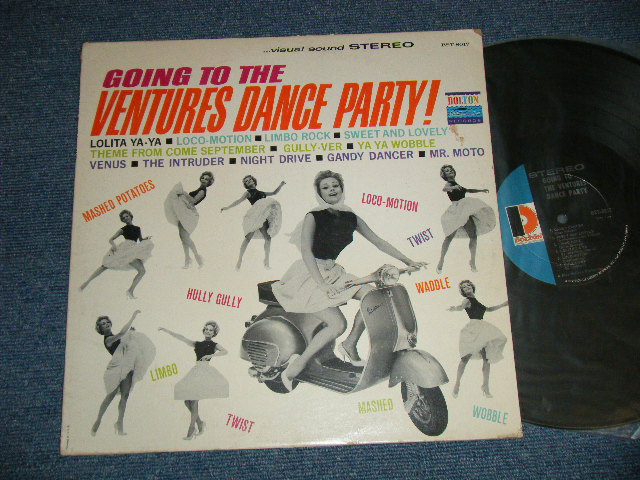 ...visual sound STEREO
BST-8017
GOING TO THE
VENTURES DANCE PARTY!
DOLTON
RECORDS
LOLITA YA-YA ■ LOCO-MOTION ■ LIMBO ROCK ■ SWEET AND LOVELY
THEME FROM COME SEPTEMBER ■ GULLY-VER ■ YA YA WOBBLE
VENUS ■ THE INTRUDER ■ NIGHT DRIVE ■ GANDY DANCER ■ MR. MOTO
MASHED POTATOES
LOCO-MOTION
TWIST
HULLY GULLY
WADDLE
LIMBO
TWIST
MASHED
WOBBLE
STEREO
GOING TO
THE VENTURES
DANCE PARTY